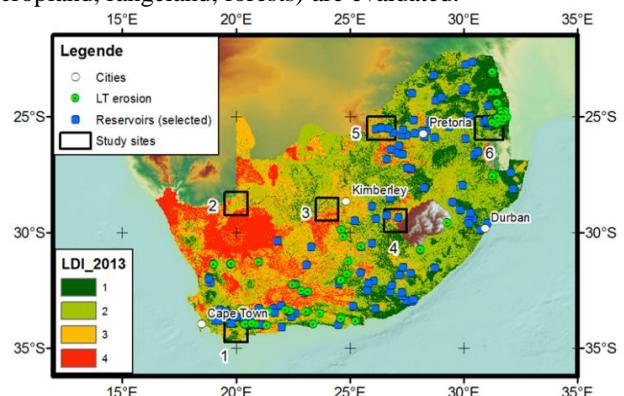 cropland, rangeland, forests) are evaluated.
15°E 20°E 25°E 30°E 35°E
Legende
Cities
LT erosion
Reservoirs (selected)
Study sites
25°S 25°S
5 Pretoria
6
2 Kimberley
3
30°S Durban 30°S
4
LDI_2013
1
2
3
4
Cape Town
35°S 35°S
1
15°E 20°E 25°E 30°E 35°E